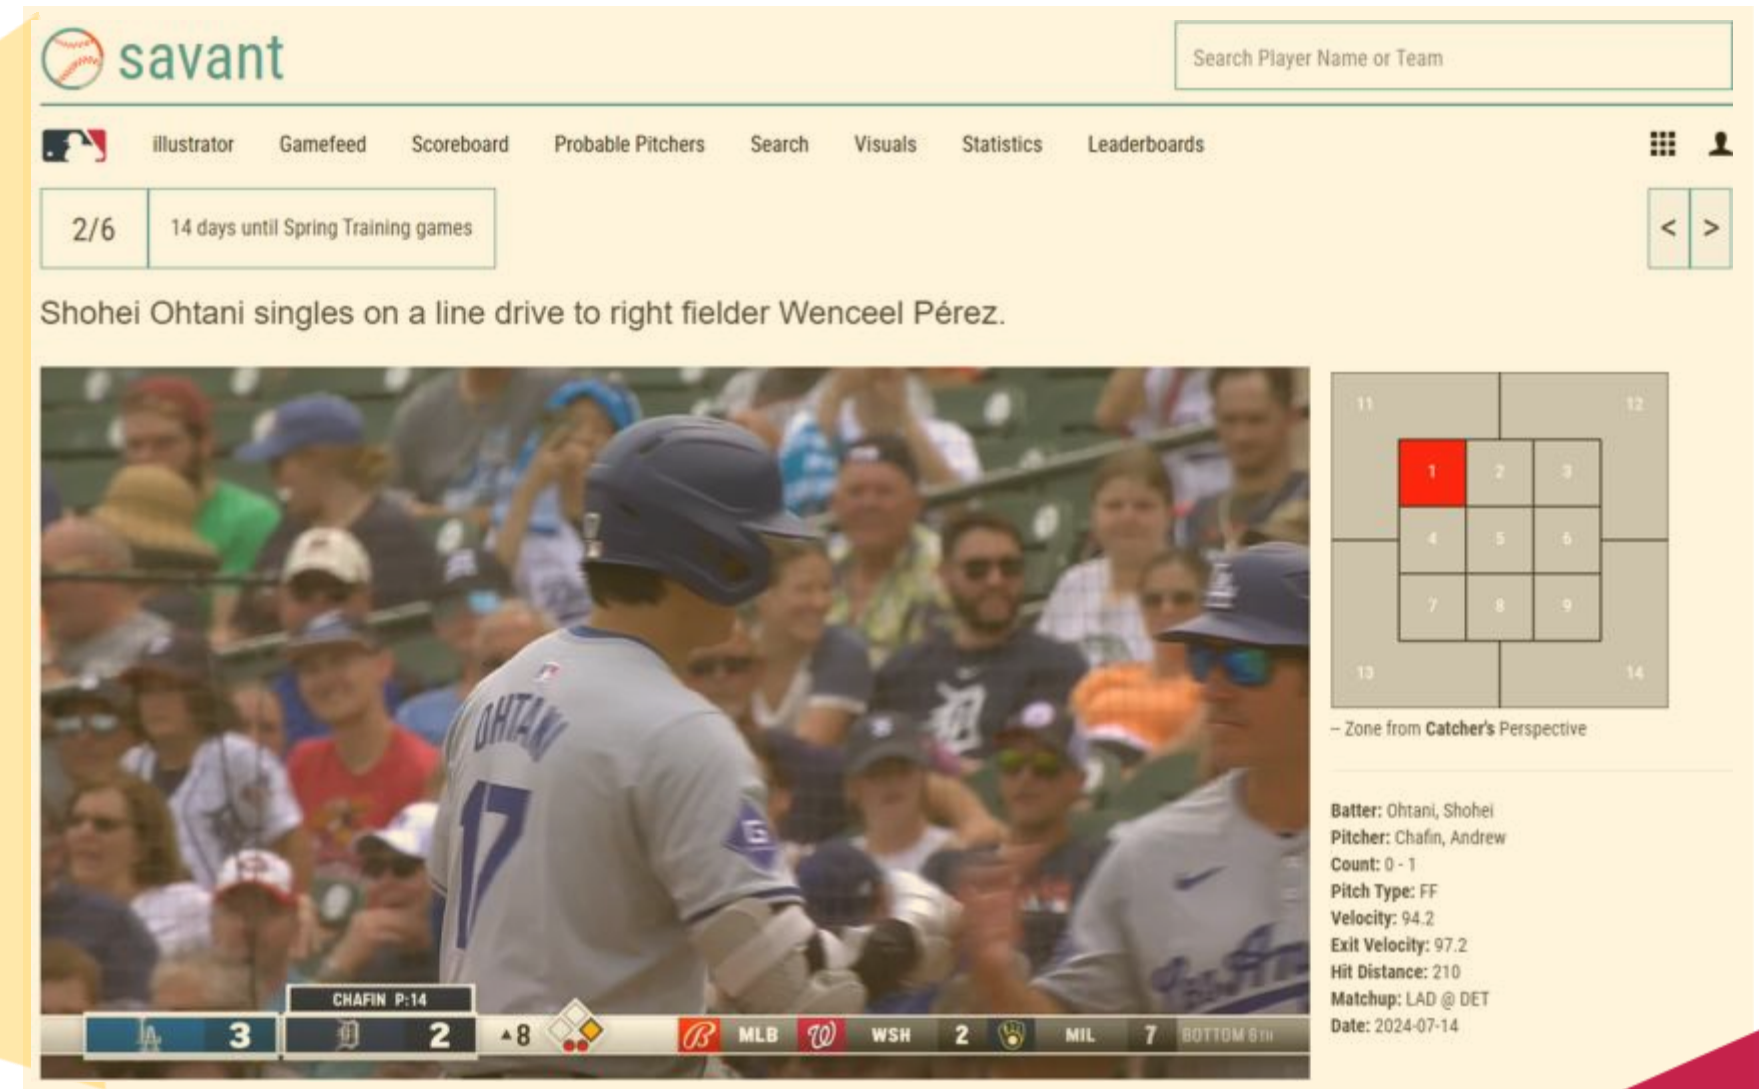 savant
Search Player Name or Team
illustrator Gamefeed Scoreboard Probable Pitchers Search Visuals Statistics Leaderboards
2/6 14 days until Spring Training games < >
Shohei Ohtani singles on a line drive to right fielder Wenceel Pérez.
11 12
1 2 3
4 5 6
7 8 9
13 14
-- Zone from Catcher's Perspective
Batter: Ohtani, Shohei
Pitcher: Chafin, Andrew
Count: 0 - 1
Pitch Type: FF
Velocity: 94.2
Exit Velocity: 97.2
Hit Distance: 210
Matchup: LAD @ DET
Date: 2024-07-14
OHTANI
17
G
CHAFIN P:14
LA 3 D 2 ▲8 B MLB W WSH 2 MIL 7 BOTTOM 8TH